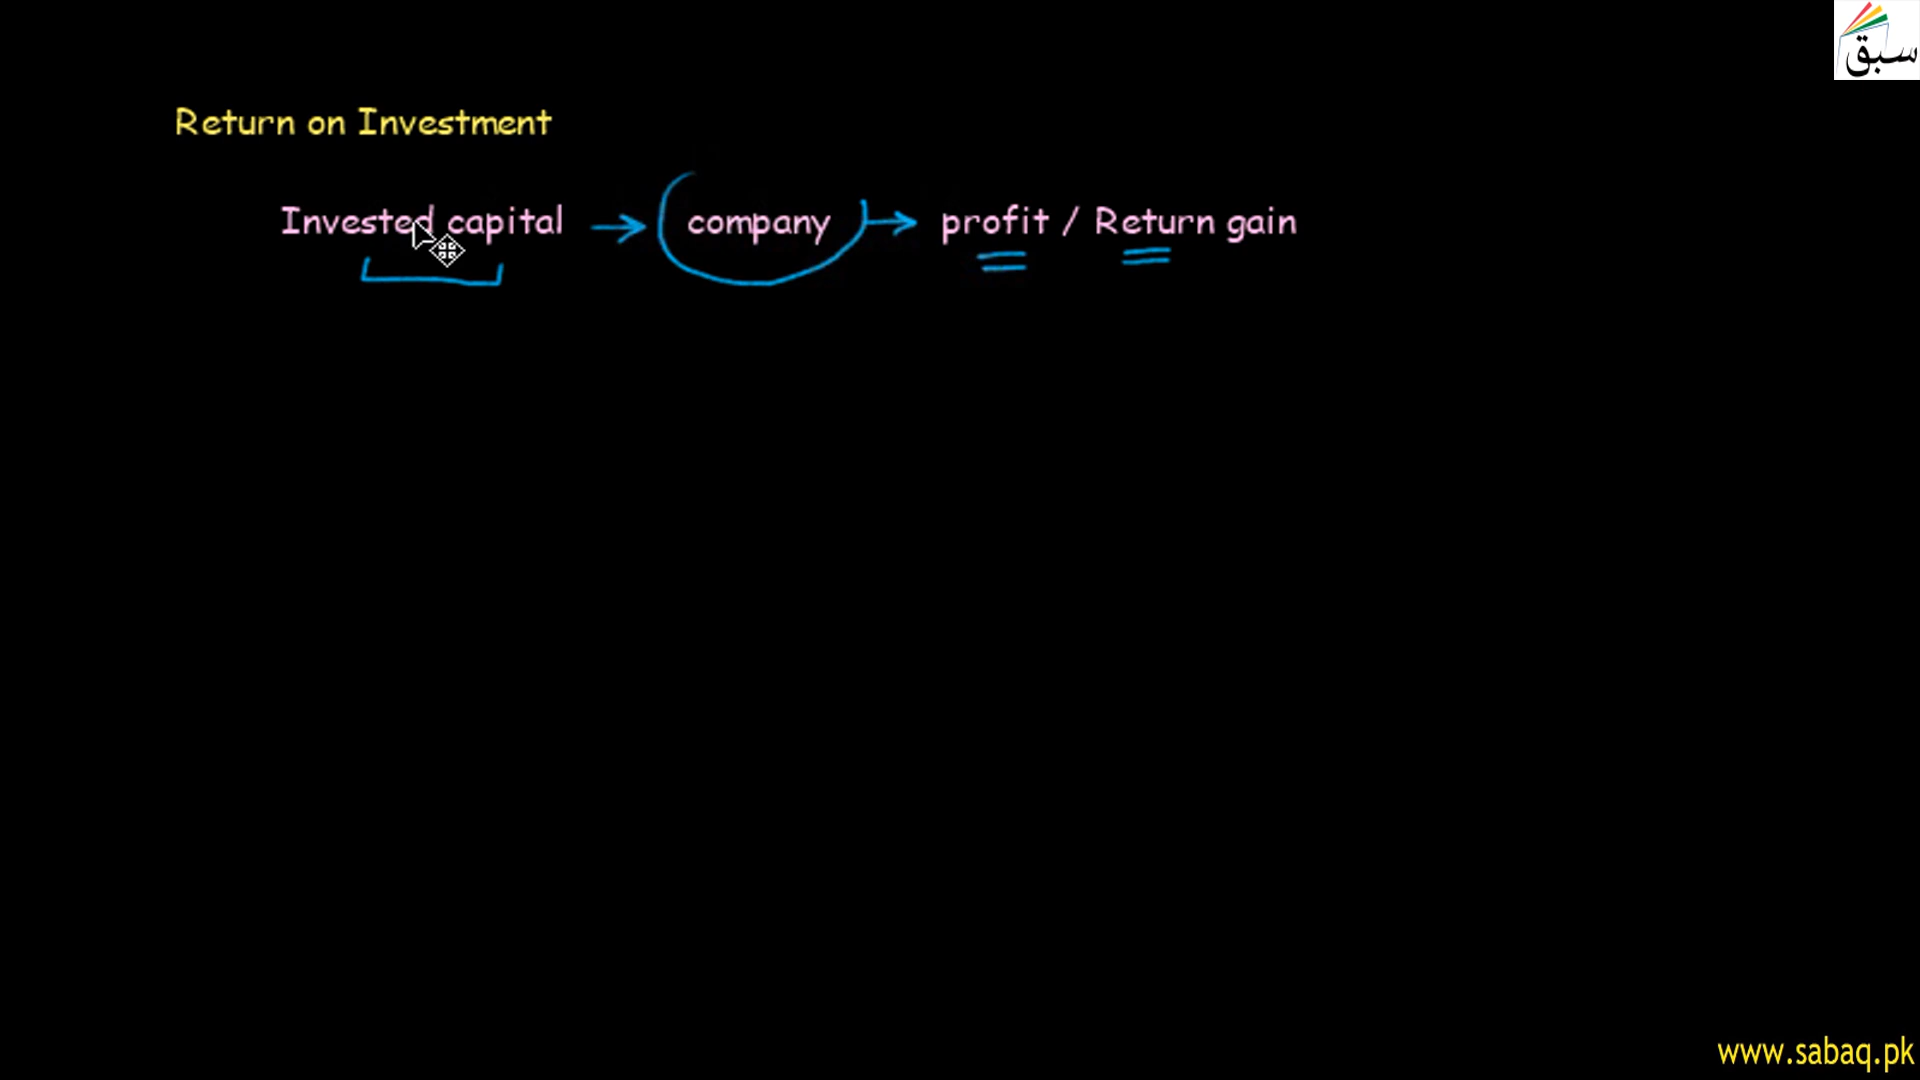 سبق
Return on Investment
Invested capital → company → profit / Return gain
www.sabaq.pk